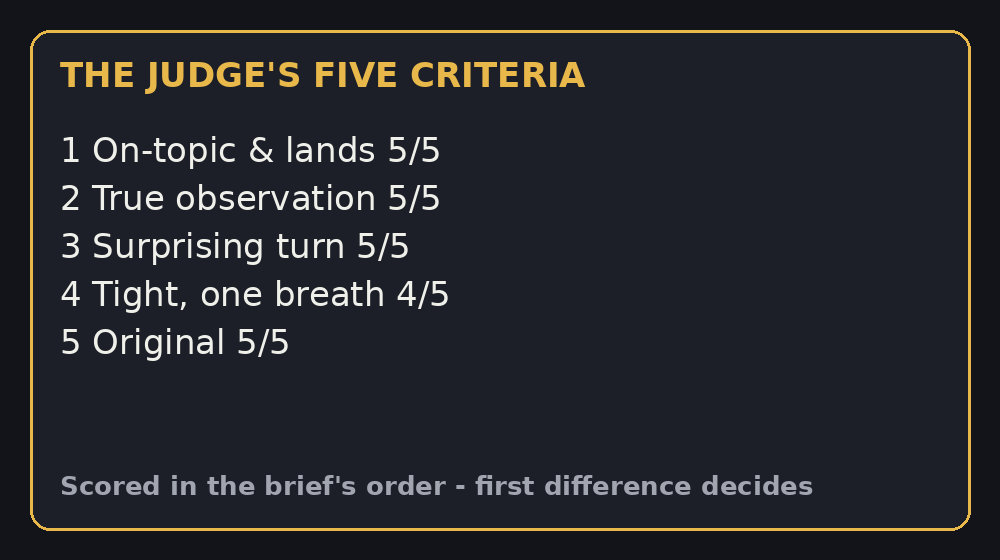 THE JUDGE'S FIVE CRITERIA
1 On-topic & lands 5/5
2 True observation 5/5
3 Surprising turn 5/5
4 Tight, one breath 4/5
5 Original 5/5
Scored in the brief's order - first difference decides